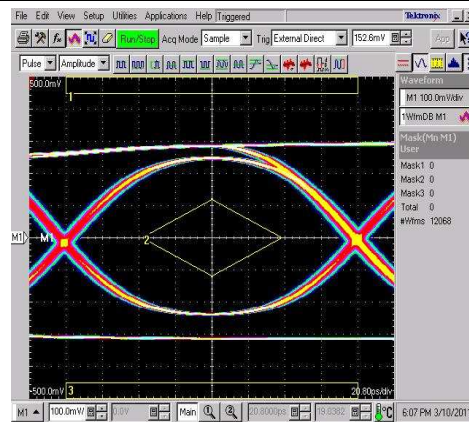 File Edit View Setup Utilities Applications Help Triggered Tektronix
Run/Stop Acq Mode Sample Trig External Direct 152.6mV App
Pulse Amplitude
500.0mV
1
M1 M1
2
-500.0mV 3 20.80ps/div
Waveform
M1 100.0mV/div
1WfmDB M1
Mask(Mn M1)
User
Mask1 0
Mask2 0
Mask3 0
Total 0
#Wfms 12068
M1 100.0mV/ 0.0V Main 20.8000ps 19.0382 °C 6:07 PM 3/10/201